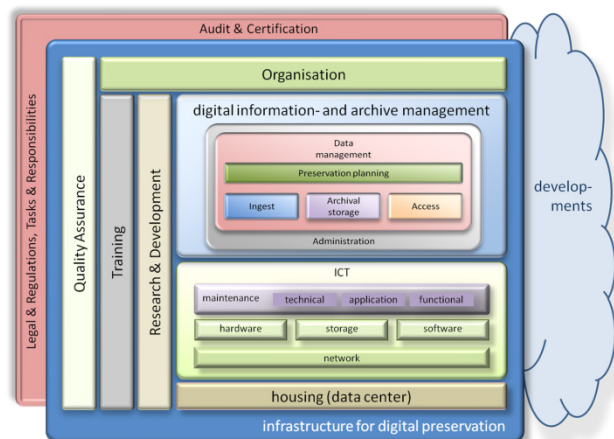 Audit & Certification
Legal & Regulations, Tasks & Responsibilities
Quality Assurance
Organisation
Training
Research & Development
digital information- and archive management
Data
management
Preservation planning
Ingest
Archival
storage
Access
Administration
ICT
maintenance
technical
application
functional
hardware
storage
software
network
housing (data center)
infrastructure for digital preservation
develop-
ments